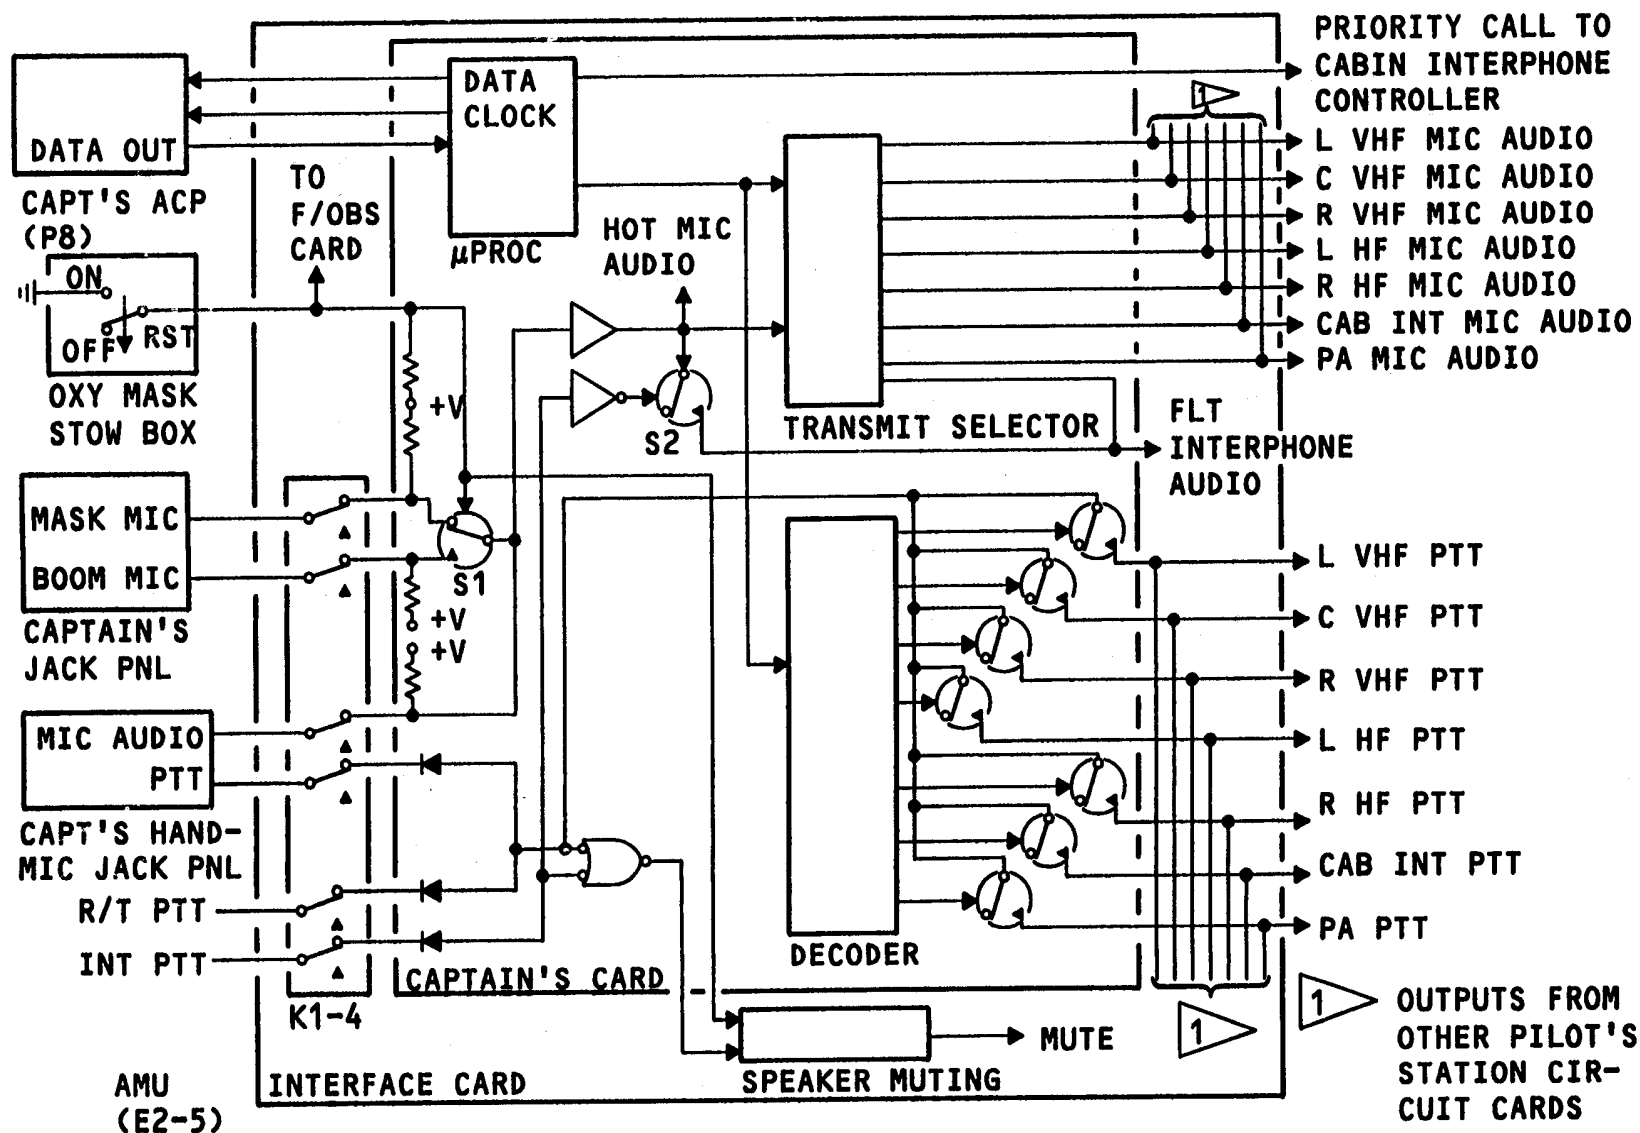 PRIORITY CALL TO
CABIN INTERPHONE
CONTROLLER
DATA
CLOCK
DATA OUT
CAPT'S ACP
(P8)
µPROC
TO
F/OBS
CARD
HOT MIC
AUDIO
1
L VHF MIC AUDIO
C VHF MIC AUDIO
R VHF MIC AUDIO
L HF MIC AUDIO
R HF MIC AUDIO
CAB INT MIC AUDIO
PA MIC AUDIO
ON
OFF
RST
OXY MASK
STOW BOX
+V
S2
TRANSMIT SELECTOR
FLT
INTERPHONE
AUDIO
MASK MIC
BOOM MIC
S1
CAPTAIN'S
JACK PNL
+V
+V
L VHF PTT
C VHF PTT
R VHF PTT
L HF PTT
R HF PTT
CAB INT PTT
PA PTT
MIC AUDIO
PTT
CAPT'S HAND-
MIC JACK PNL
R/T PTT
INT PTT
DECODER
CAPTAIN'S CARD
K1-4
1
1
OUTPUTS FROM
OTHER PILOT'S
STATION CIR-
CUIT CARDS
MUTE
SPEAKER MUTING
INTERFACE CARD
AMU
(E2-5)